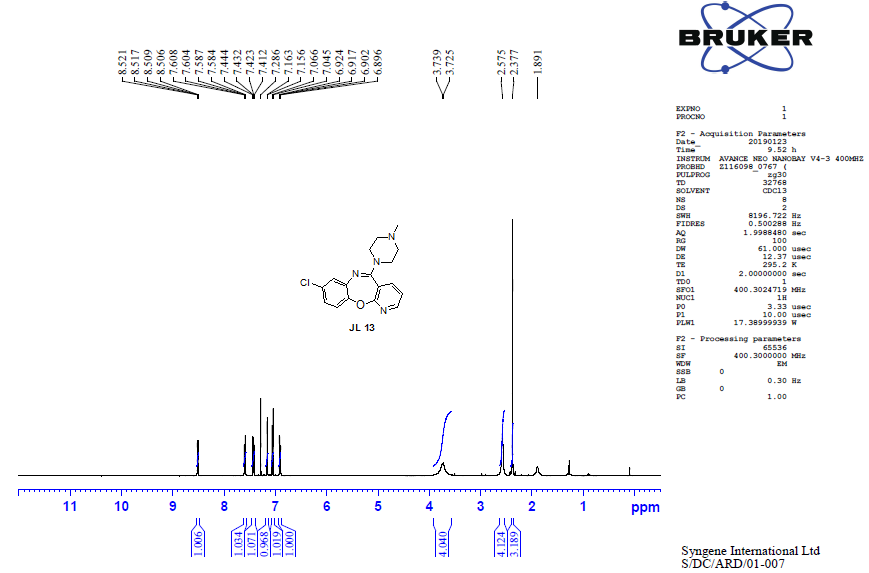 BRUKER
8.521
8.517
8.509
8.506
7.608
7.604
7.587
7.584
7.444
7.432
7.423
7.412
7.286
7.163
7.156
7.066
7.045
6.924
6.917
6.902
6.896
3.739
3.725
2.575
2.377
1.891
EXPNO 1
PROCNO 1
F2 - Acquisition Parameters
Date_ 20190123
Time 9.52 h
INSTRUM AVANCE NEO NANOBAY V4-3 400MHZ
PROBHD Z116098_0767 (
PULPROG zg30
TD 32768
SOLVENT CDCl3
NS 8
DS 2
SWH 8196.722 Hz
FIDRES 0.500288 Hz
AQ 1.9988480 sec
RG 100
DW 61.000 usec
DE 12.37 usec
TE 295.2 K
D1 2.00000000 sec
TD0 1
SFO1 400.3024719 MHz
NUC1 1H
P0 3.33 usec
P1 10.00 usec
PLW1 17.38999939 W
F2 - Processing parameters
SI 65536
SF 400.3000000 MHz
WDW EM
SSB 0
LB 0.30 Hz
GB 0
PC 1.00
N
N
N
Cl
O
N
JL 13
11 10 9 8 7 6 5 4 3 2 1 ppm
1.006
1.034
1.071
0.968
1.019
1.000
4.040
4.124
3.189
Syngene International Ltd
S/DC/ARD/01-007